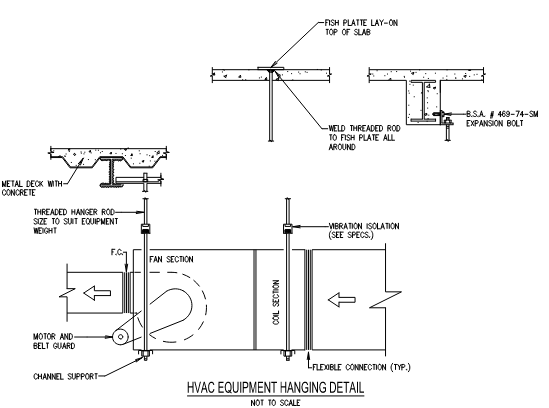 FISH PLATTE LAY-ON
TOP OF SLAB
B.S.A. # 469-74-SM
EXPANSION BOLT
WELD THREADED ROD
TO FISH PLATE ALL
AROUND
METAL DECK WITH
CONCRETE
THREADED HANGER ROD
SIZE TO SUIT EQUIPMENT
WEIGHT
VIBRATION ISOLATION
(SEE SPECS.)
F.C.
FAN SECTION
COIL SECTION
MOTOR AND
BELT GUARD
CHANNEL SUPPORT
FLEXIBLE CONNECTION (TYP.)
HVAC EQUIPMENT HANGING DETAIL
NOT TO SCALE